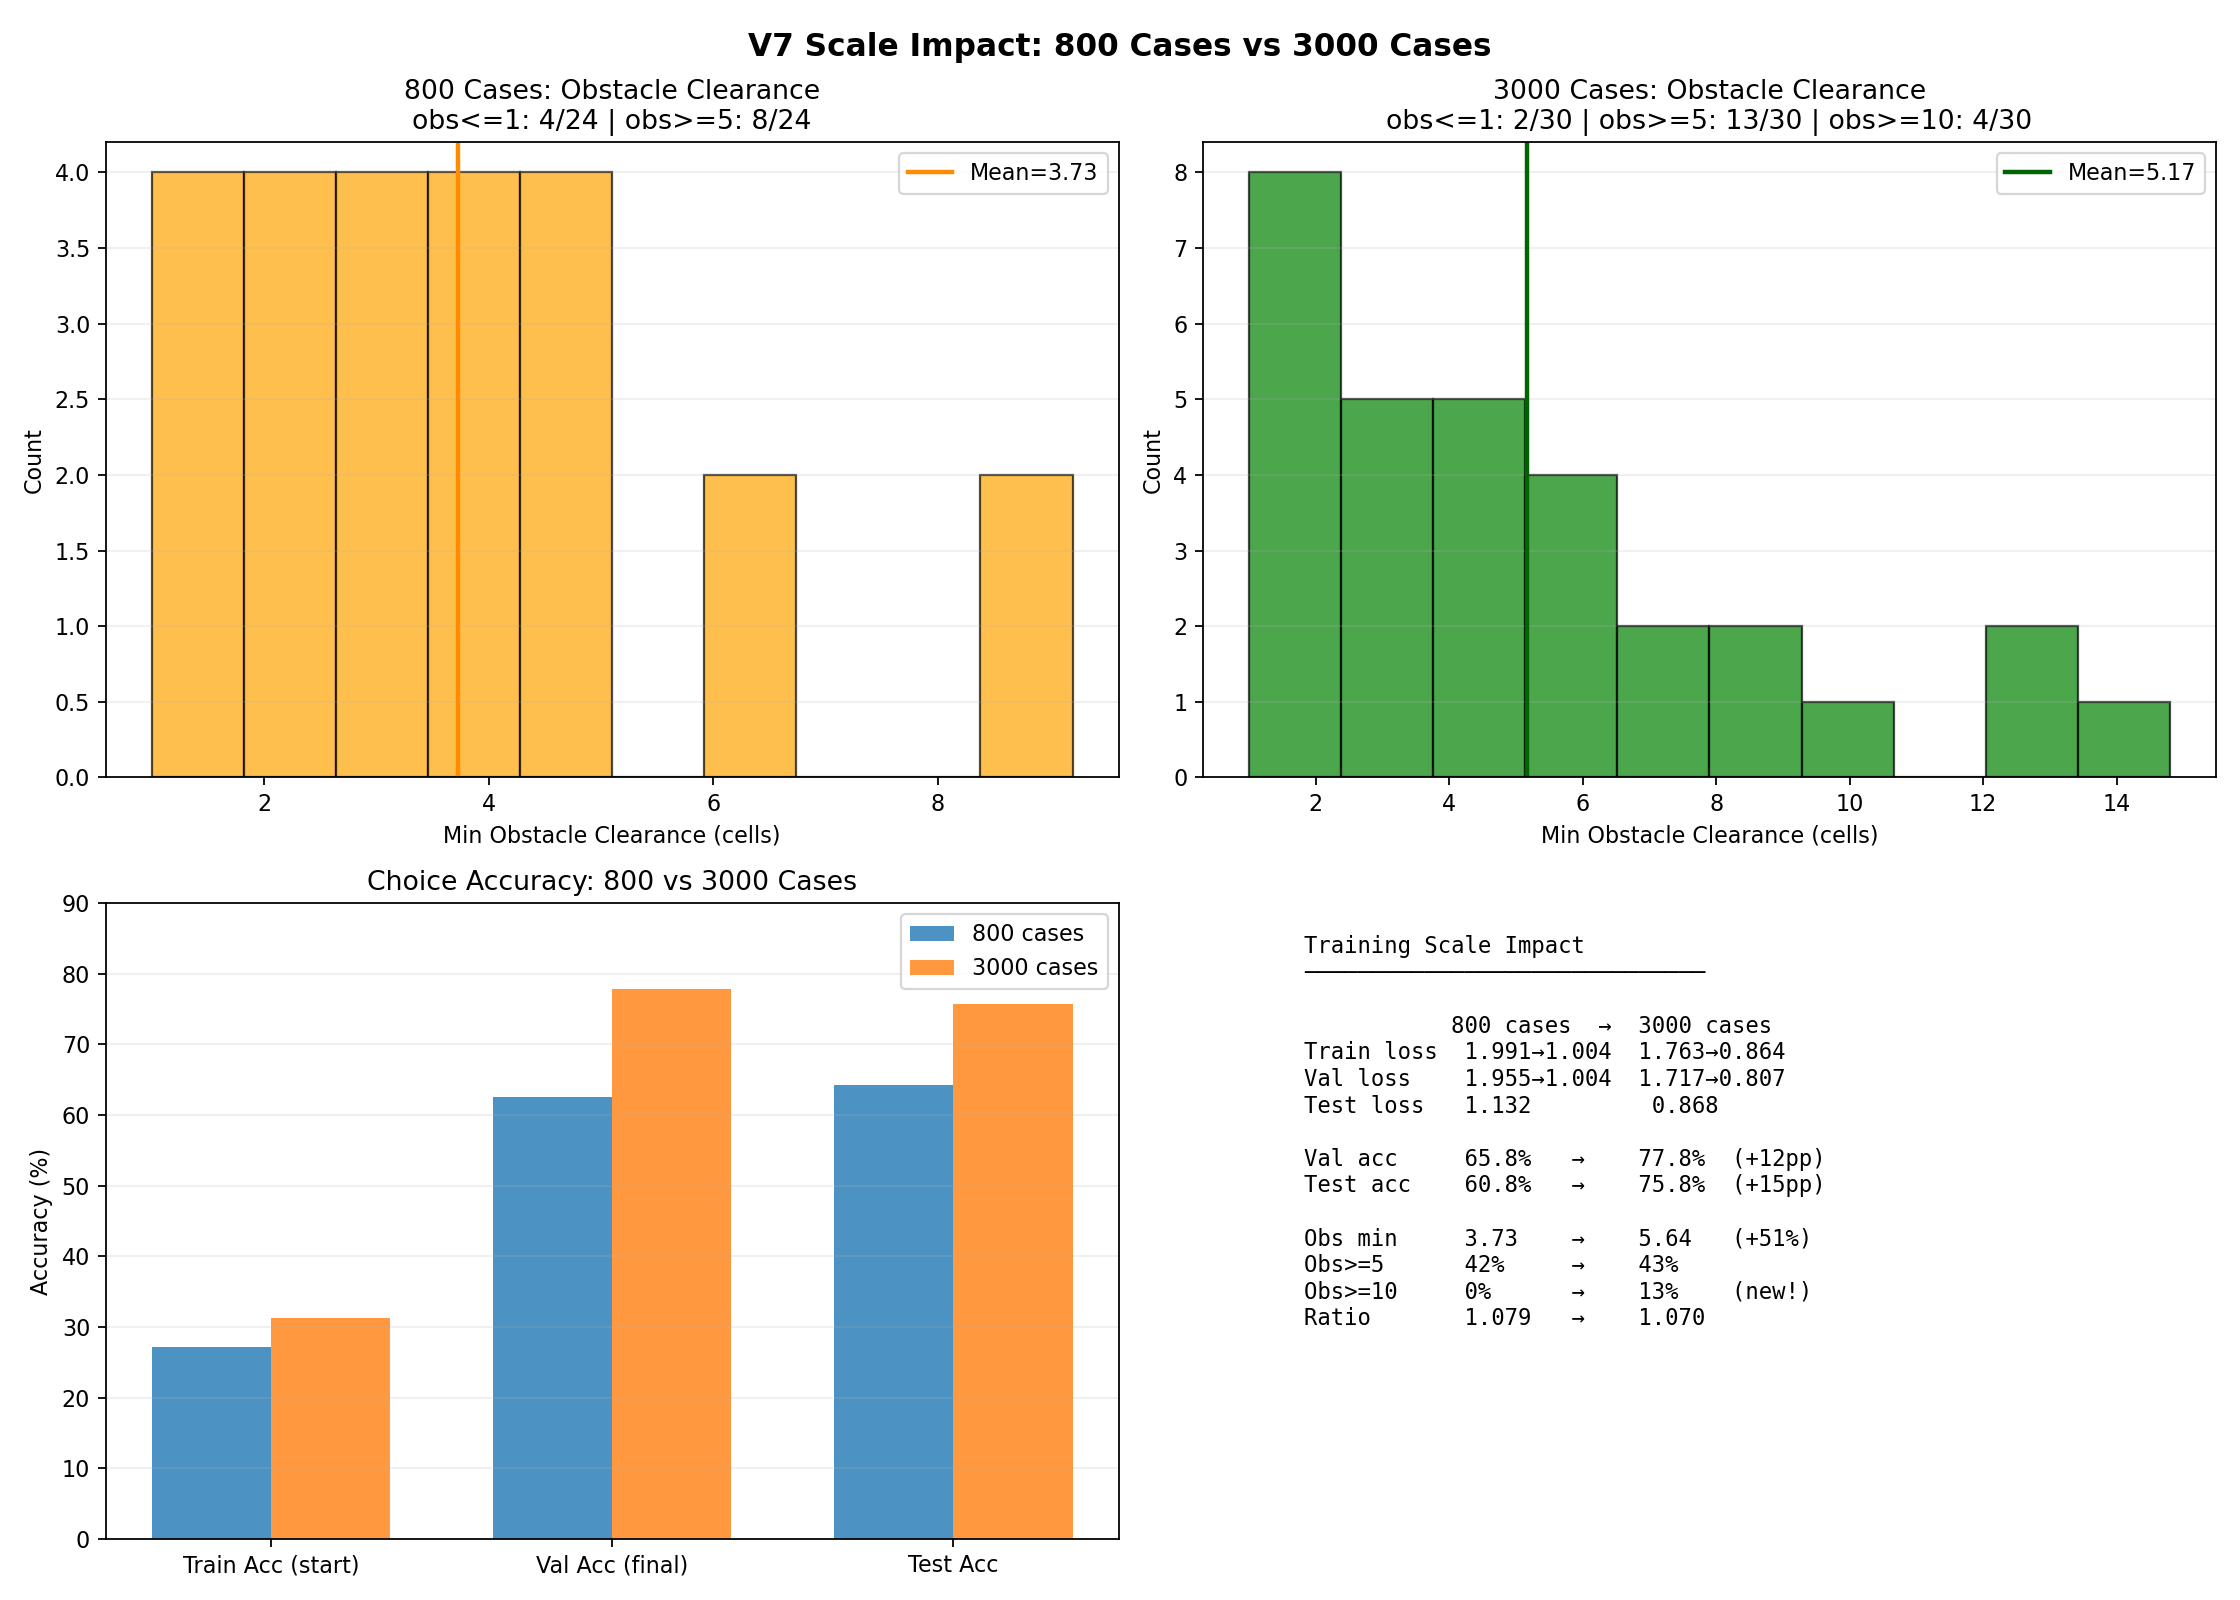 V7 Scale Impact: 800 Cases vs 3000 Cases
800 Cases: Obstacle Clearance
obs<=1: 4/24 | obs>=5: 8/24
Mean=3.73
4.0
3.5
3.0
2.5
2.0
1.5
1.0
0.5
0.0
Count
2 4 6 8
Min Obstacle Clearance (cells)
3000 Cases: Obstacle Clearance
obs<=1: 2/30 | obs>=5: 13/30 | obs>=10: 4/30
Mean=5.17
8
7
6
5
4
3
2
1
0
Count
2 4 6 8 10 12 14
Min Obstacle Clearance (cells)
Choice Accuracy: 800 vs 3000 Cases
800 cases
3000 cases
90
80
70
60
50
40
30
20
10
0
Accuracy (%)
Train Acc (start) Val Acc (final) Test Acc
Training Scale Impact
800 cases → 3000 cases
Train loss 1.991→1.004 1.763→0.864
Val loss 1.955→1.004 1.717→0.807
Test loss 1.132 0.868
Val acc 65.8% → 77.8% (+12pp)
Test acc 60.8% → 75.8% (+15pp)
Obs min 3.73 → 5.64 (+51%)
Obs>=5 42% → 43%
Obs>=10 0% → 13% (new!)
Ratio 1.079 → 1.070